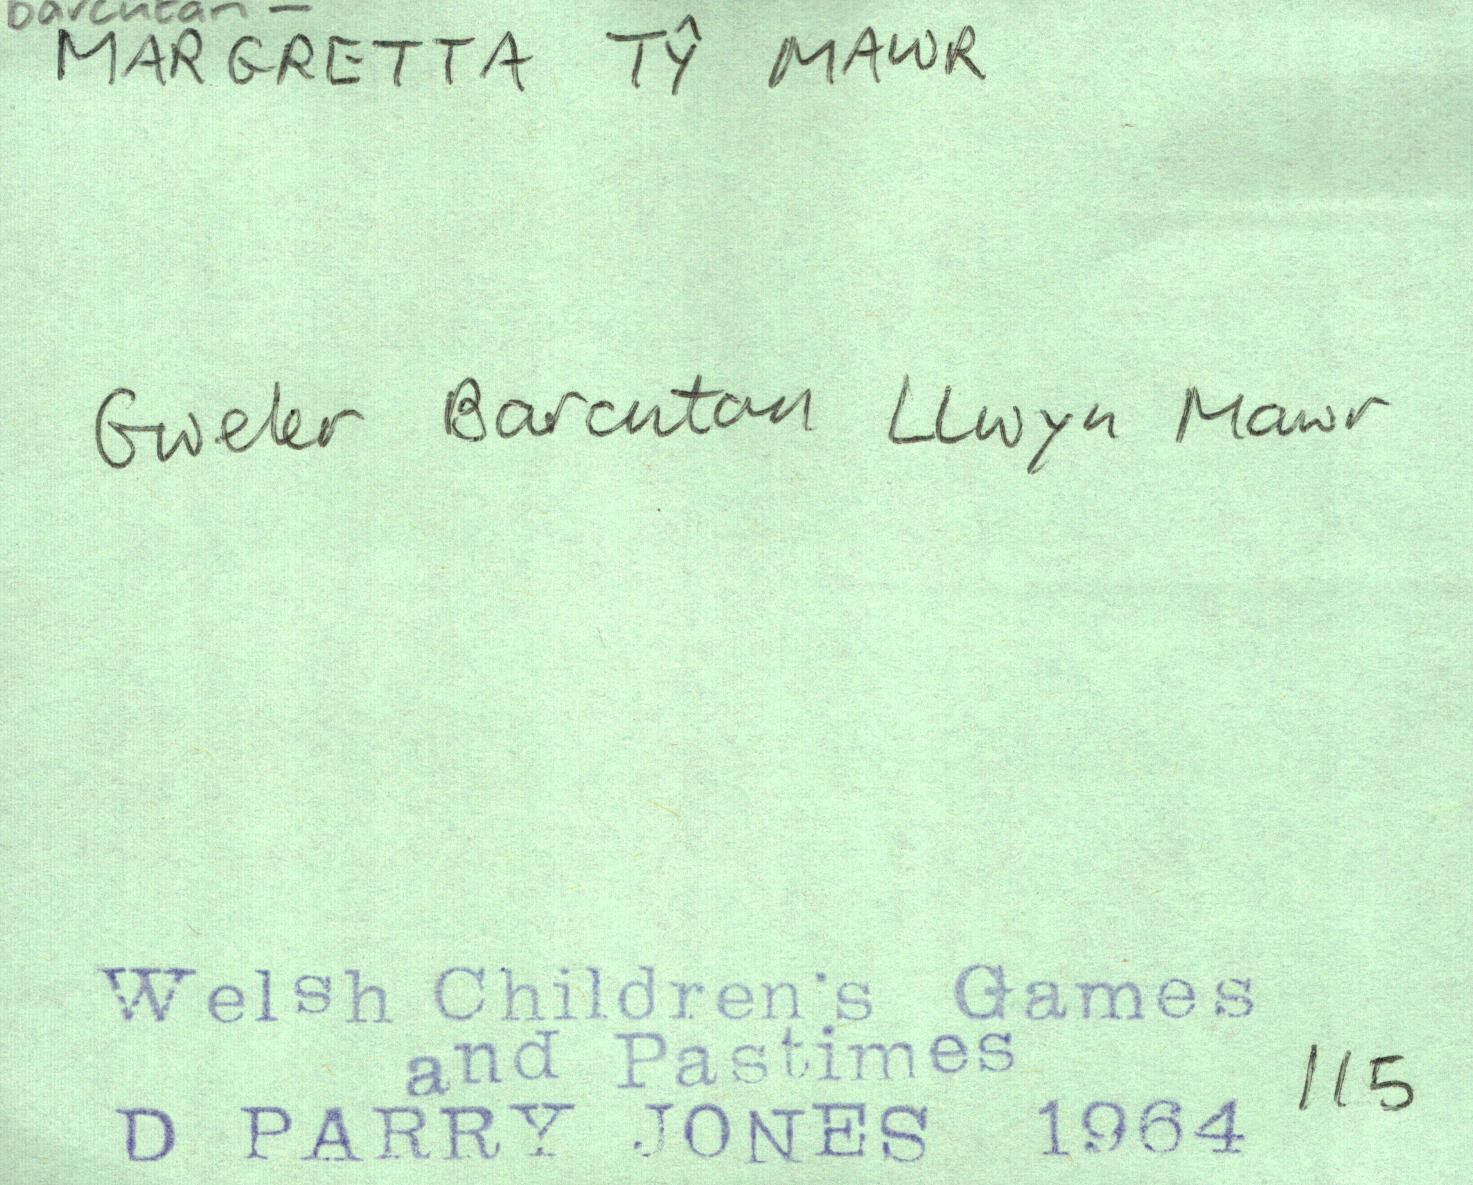 barcutan —
MARGRETTA TŶ MAWR
Gweler Barcutan Llwyn Mawr
Welsh Children's Games
and Pastimes
D PARRY JONES 1964 115